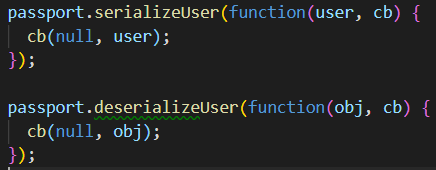 passport.serializeUser(function(user, cb) {
  cb(null, user);
});

passport.deserializeUser(function(obj, cb) {
  cb(null, obj);
});